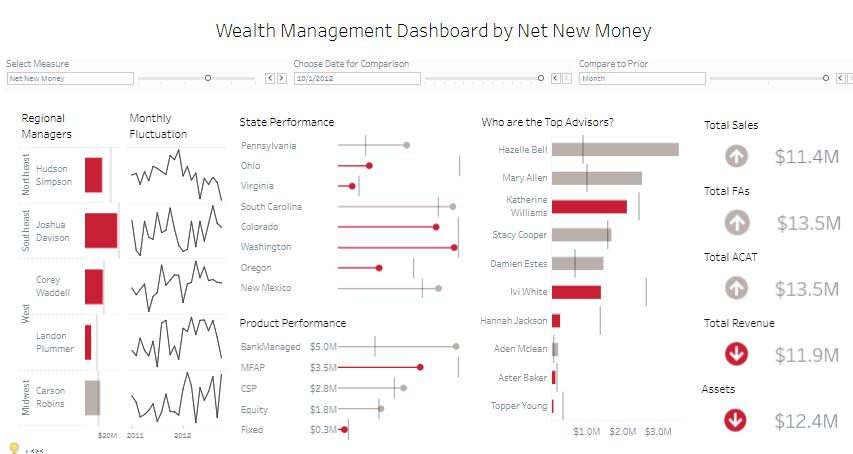 Wealth Management Dashboard by Net New Money
Select Measure
Net New Money
Choose Date for Comparison
10/1/2012
Compare to Prior
Month
Regional
Managers
Monthly
Fluctuation
Northeast
Hudson
Simpson
Southeast
Joshua
Davison
West
Corey
Waddell
Landon
Plummer
Midwest
Carson
Robins
$20M
2011
2012
State Performance
Pennsylvania
Ohio
Virginia
South Carolina
Colorado
Washington
Oregon
New Mexico
Product Performance
BankManaged $5.0M
MFAP $3.5M
CSP $2.8M
Equity $1.8M
Fixed $0.3M
Who are the Top Advisors?
Hazelle Bell
Mary Allen
Katherine
Williams
Stacy Cooper
Damien Estes
Ivi White
Hannah Jackson
Aden Mclean
Aster Baker
Topper Young
$1.0M $2.0M $3.0M
Total Sales
$11.4M
Total FAs
$13.5M
Total ACAT
$13.5M
Total Revenue
$11.9M
Assets
$12.4M